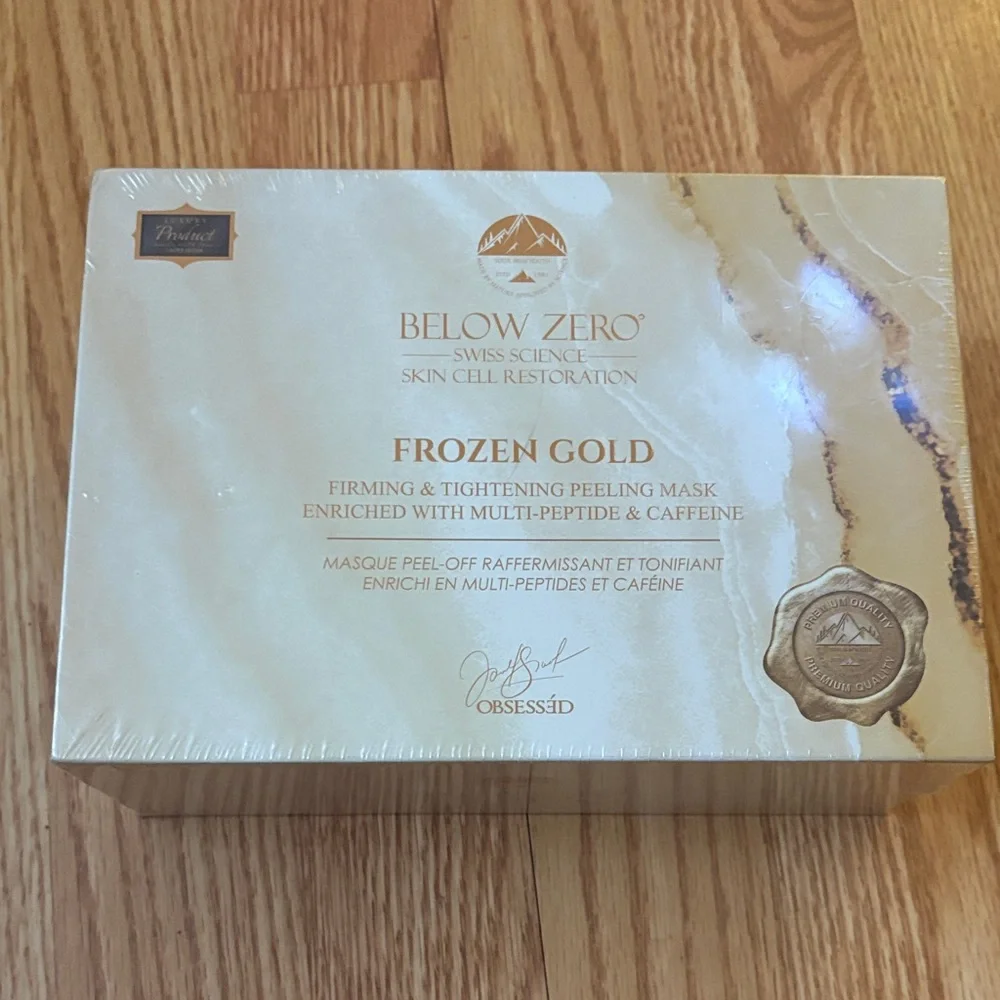 Product
BELOW ZERO°
SWISS SCIENCE
SKIN CELL RESTORATION
FROZEN GOLD
FIRMING & TIGHTENING PEELING MASK
ENRICHED WITH MULTI-PEPTIDE & CAFFEINE
MASQUE PEEL-OFF RAFFERMISSANT ET TONIFIANT
ENRICHI EN MULTI-PEPTIDES ET CAFÉINE
OBSESSÉD
PREMIUM QUALITY
PREMIUM QUALITY